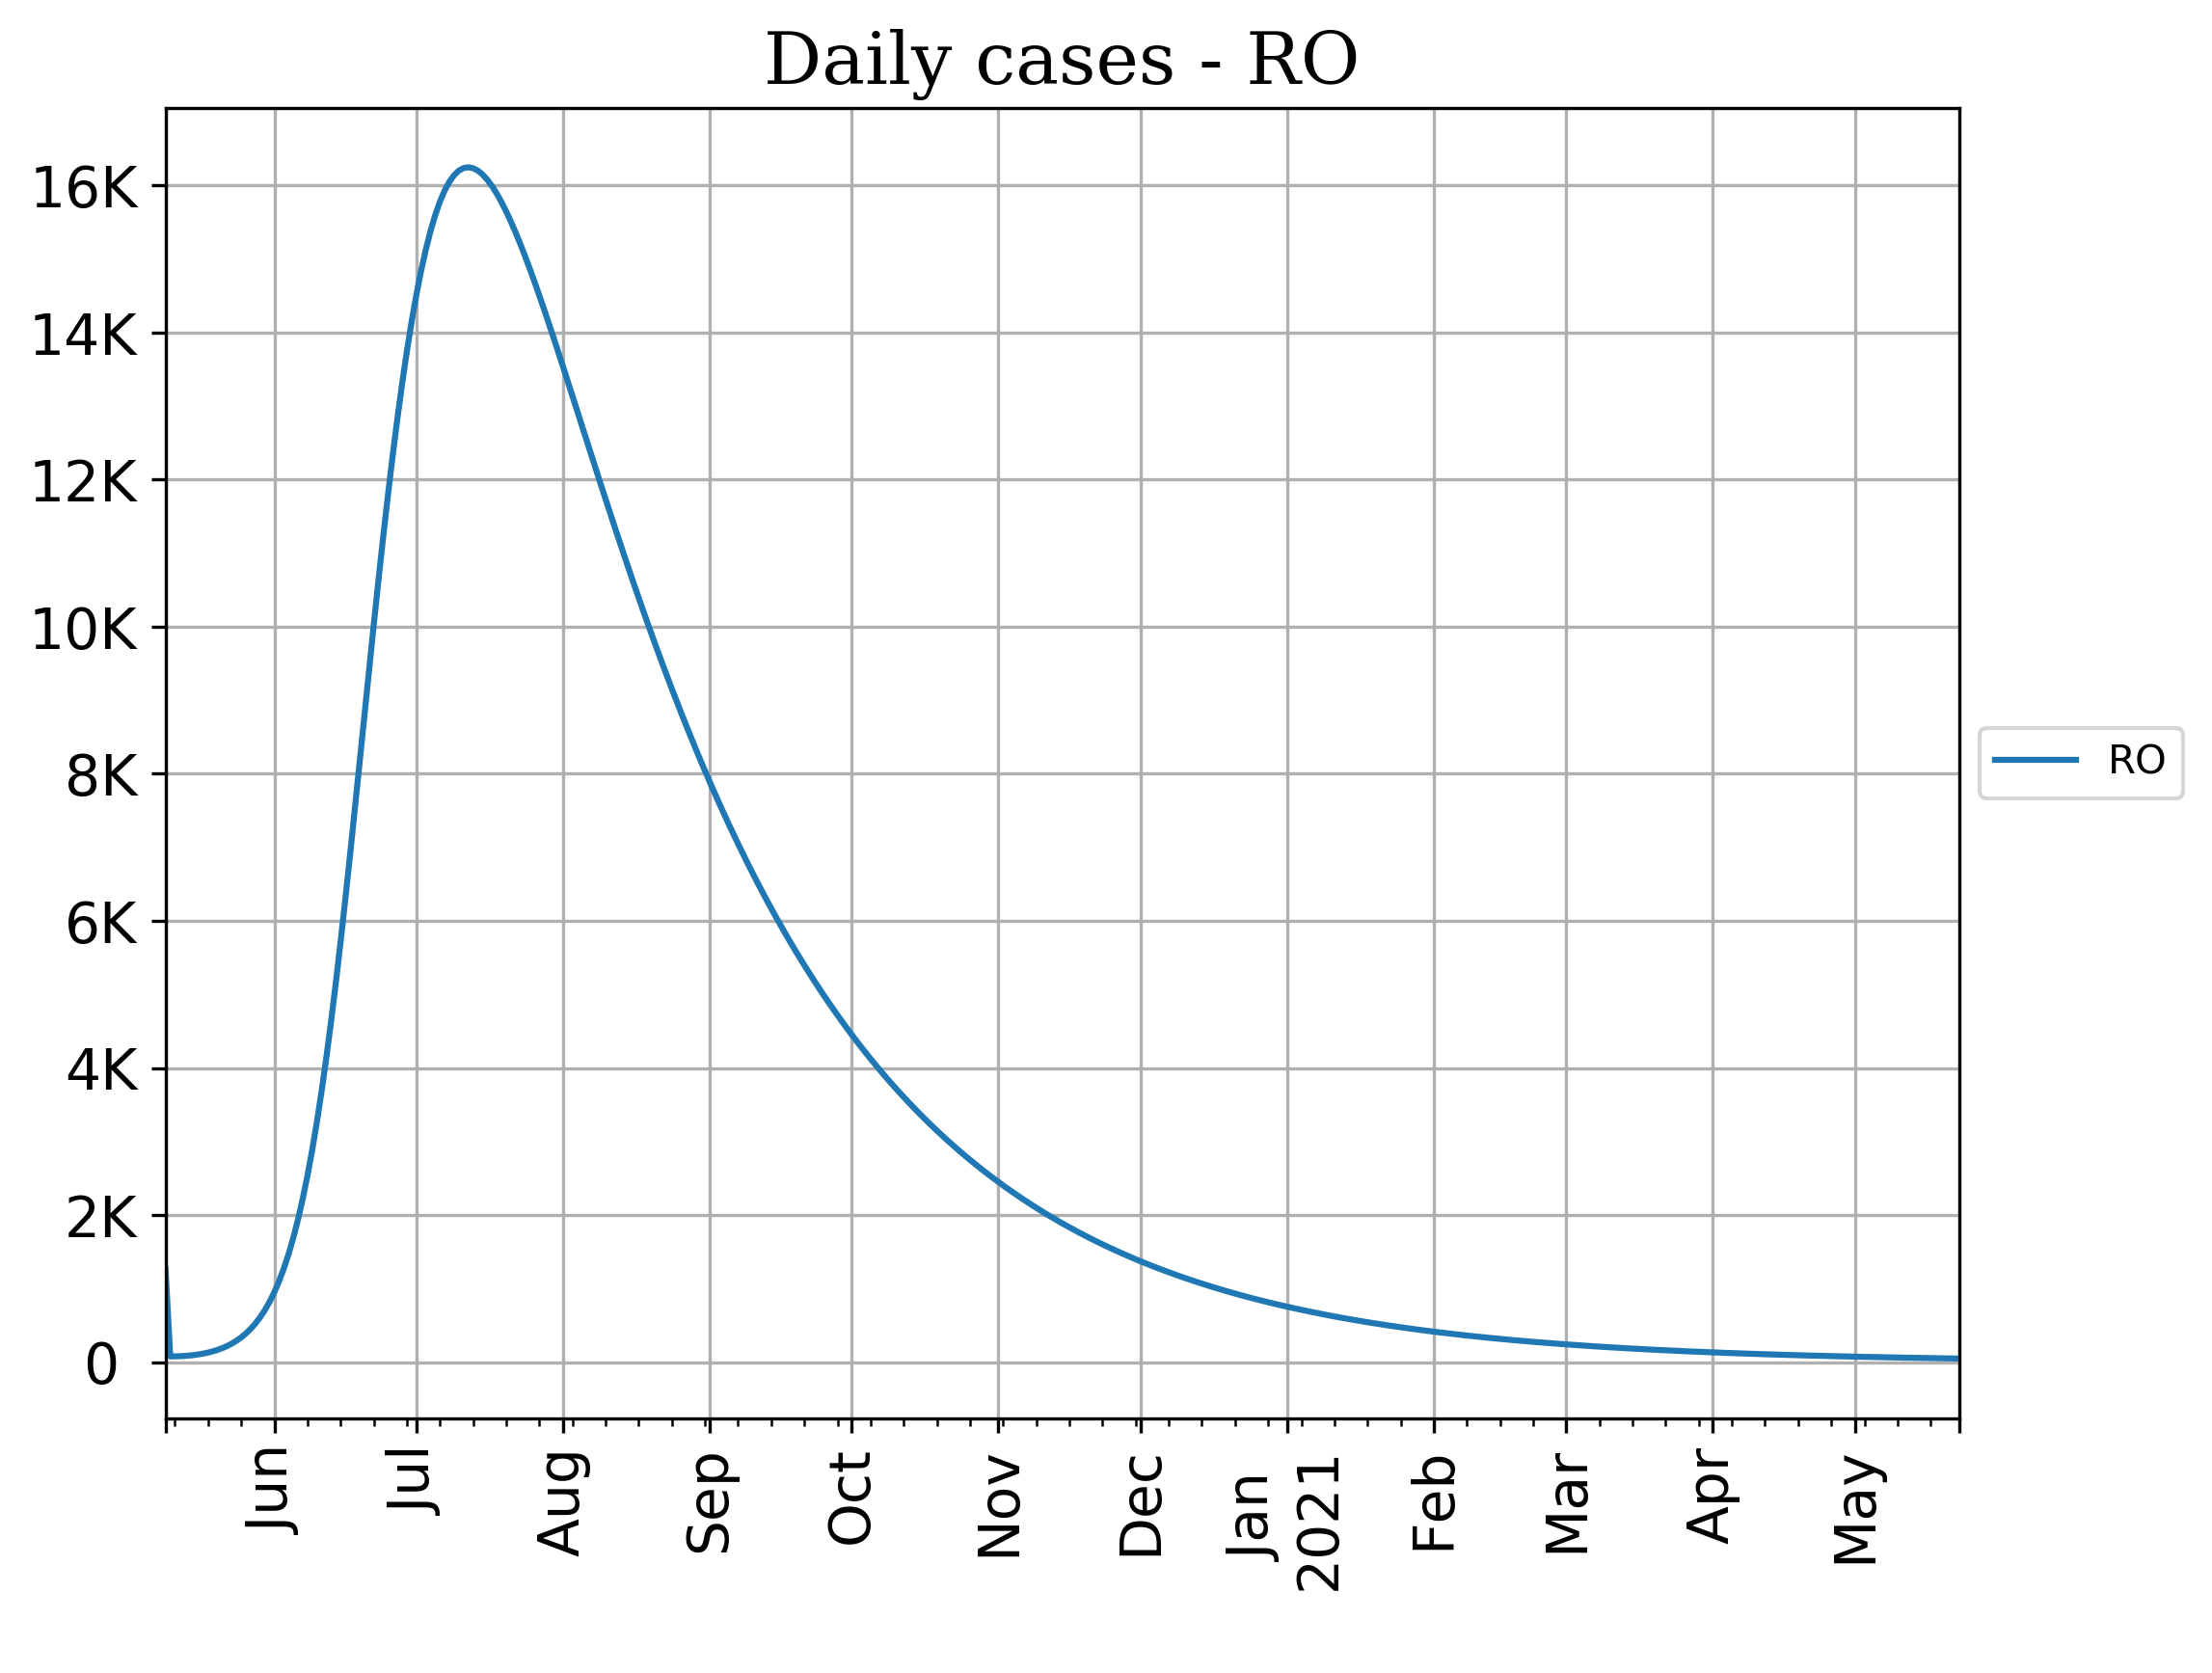 Daily cases - RO
16K
14K
12K
10K
8K
6K
4K
2K
0
RO
Jun
Jul
Aug
Sep
Oct
Nov
Dec
Jan
2021
Feb
Mar
Apr
May